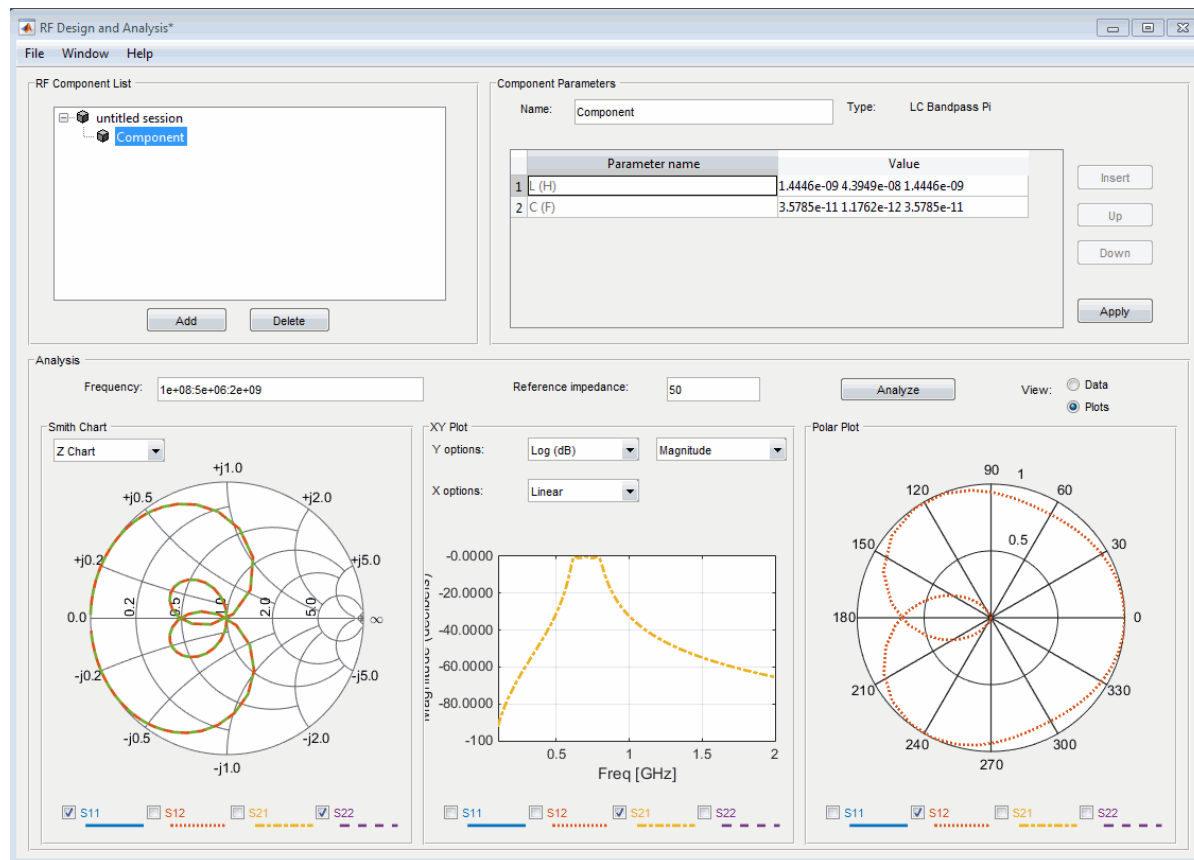 RF Design and Analysis*
File Window Help
RF Component List
untitled session
Component
Add Delete
Component Parameters
Name: Component Type: LC Bandpass Pi
Parameter name Value
1 L (H) 1.4446e-09 4.3949e-08 1.4446e-09
2 C (F) 3.5785e-11 1.1762e-12 3.5785e-11
Insert
Up
Down
Apply
Analysis
Frequency: 1e+08:5e+06:2e+09 Reference impedance: 50 Analyze View: Data
Plots
Smith Chart
Z Chart
+j1.0
+j0.5 +j2.0
+j0.2 +j5.0
0.0 0.2 0.5 1.0 2.0 5.0 ∞
-j0.2 -j5.0
-j0.5 -j2.0
-j1.0
S11 S12 S21 S22
XY Plot
Y options: Log (dB) Magnitude
X options: Linear
Magnitude (decibels)
-0.0000
-20.0000
-40.0000
-60.0000
-80.0000
-100
0.5 1 1.5 2
Freq [GHz]
S11 S12 S21 S22
Polar Plot
90 1
120 60
150 0.5 30
180 0
210 330
240 300
270
S11 S12 S21 S22